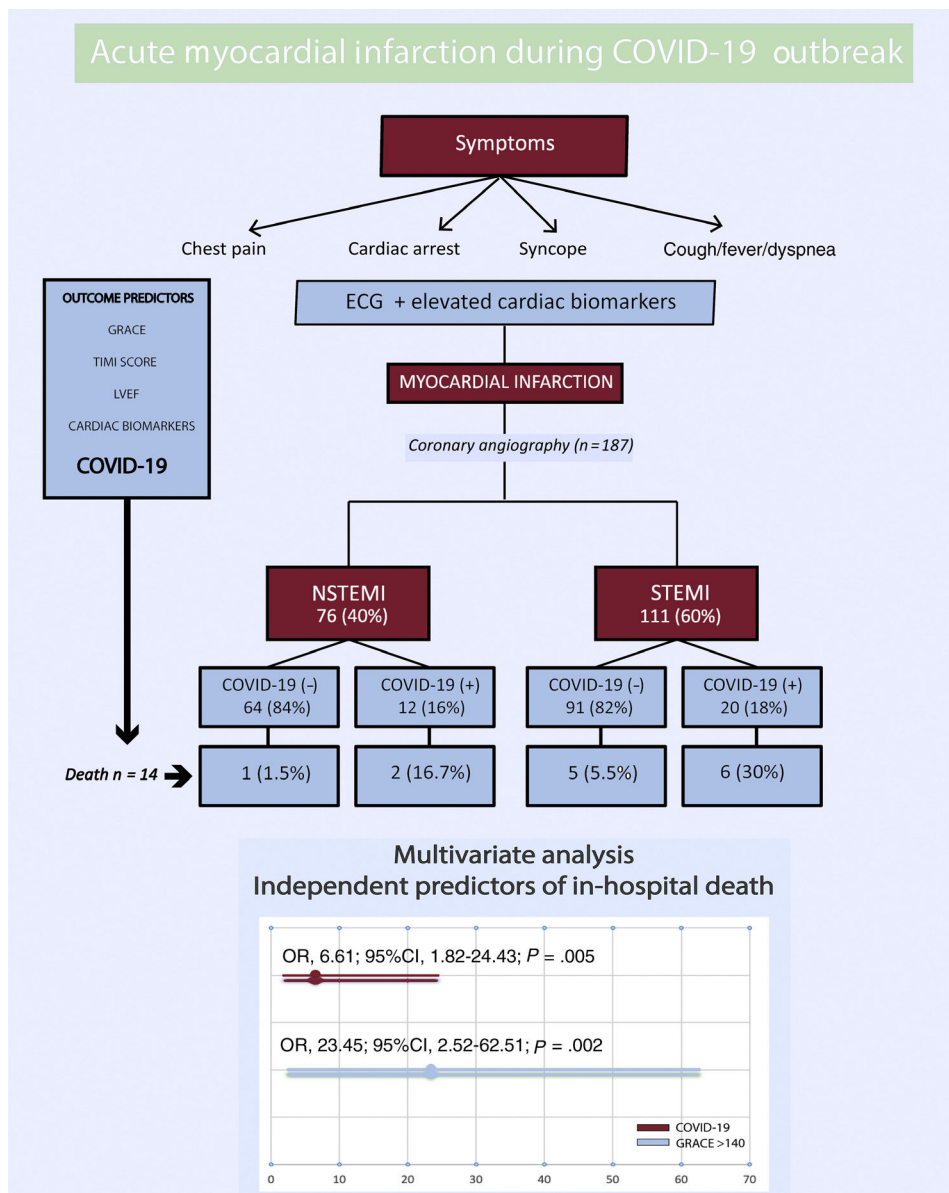 Acute myocardial infarction during COVID-19 outbreak
Symptoms
Chest pain
Cardiac arrest
Syncope
Cough/fever/dyspnea
ECG + elevated cardiac biomarkers
OUTCOME PREDICTORS
GRACE
TIMI SCORE
LVEF
CARDIAC BIOMARKERS
COVID-19
MYOCARDIAL INFARCTION
Coronary angiography (n = 187)
NSTEMI
76 (40%)
STEMI
111 (60%)
COVID-19 (-)
64 (84%)
COVID-19 (+)
12 (16%)
COVID-19 (-)
91 (82%)
COVID-19 (+)
20 (18%)
Death n = 14
1 (1.5%)
2 (16.7%)
5 (5.5%)
6 (30%)
Multivariate analysis
Independent predictors of in-hospital death
OR, 6.61; 95%CI, 1.82-24.43; P = .005
OR, 23.45; 95%CI, 2.52-62.51; P = .002
COVID-19
GRACE >140
0 10 20 30 40 50 60 70